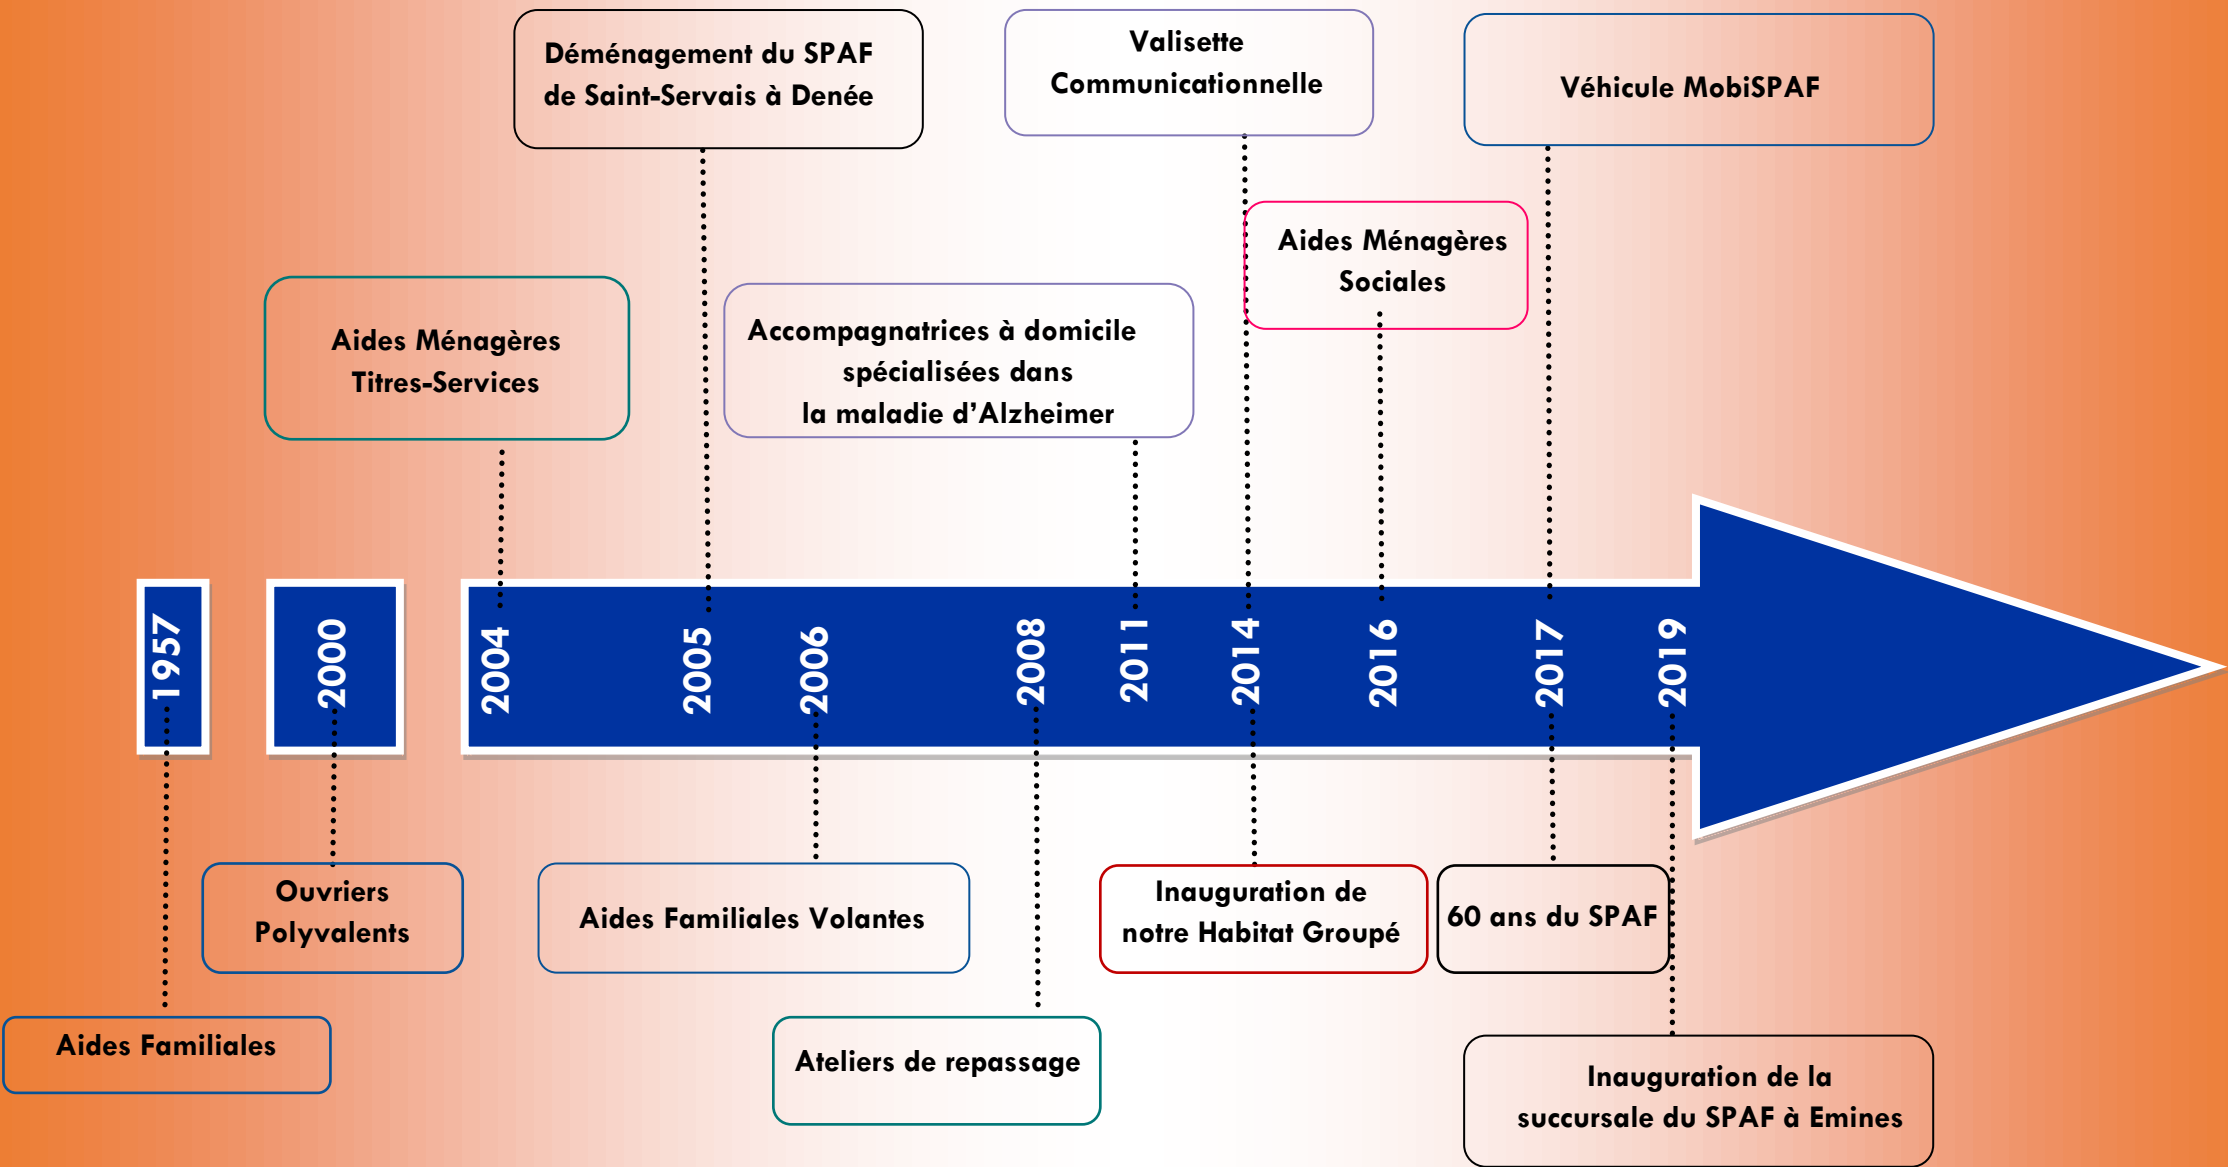 Déménagement du SPAF
de Saint-Servais à Denée
Valisette
Communicationnelle
Véhicule MobiSPAF
Aides Ménagères
Sociales
Aides Ménagères
Titres-Services
Accompagnatrices à domicile
spécialisées dans
la maladie d’Alzheimer
1957
2000
2004
2005
2006
2008
2011
2014
2016
2017
2019
Ouvriers
Polyvalents
Aides Familiales Volantes
Inauguration de
notre Habitat Groupé
60 ans du SPAF
Aides Familiales
Ateliers de repassage
Inauguration de la
succursale du SPAF à Emines